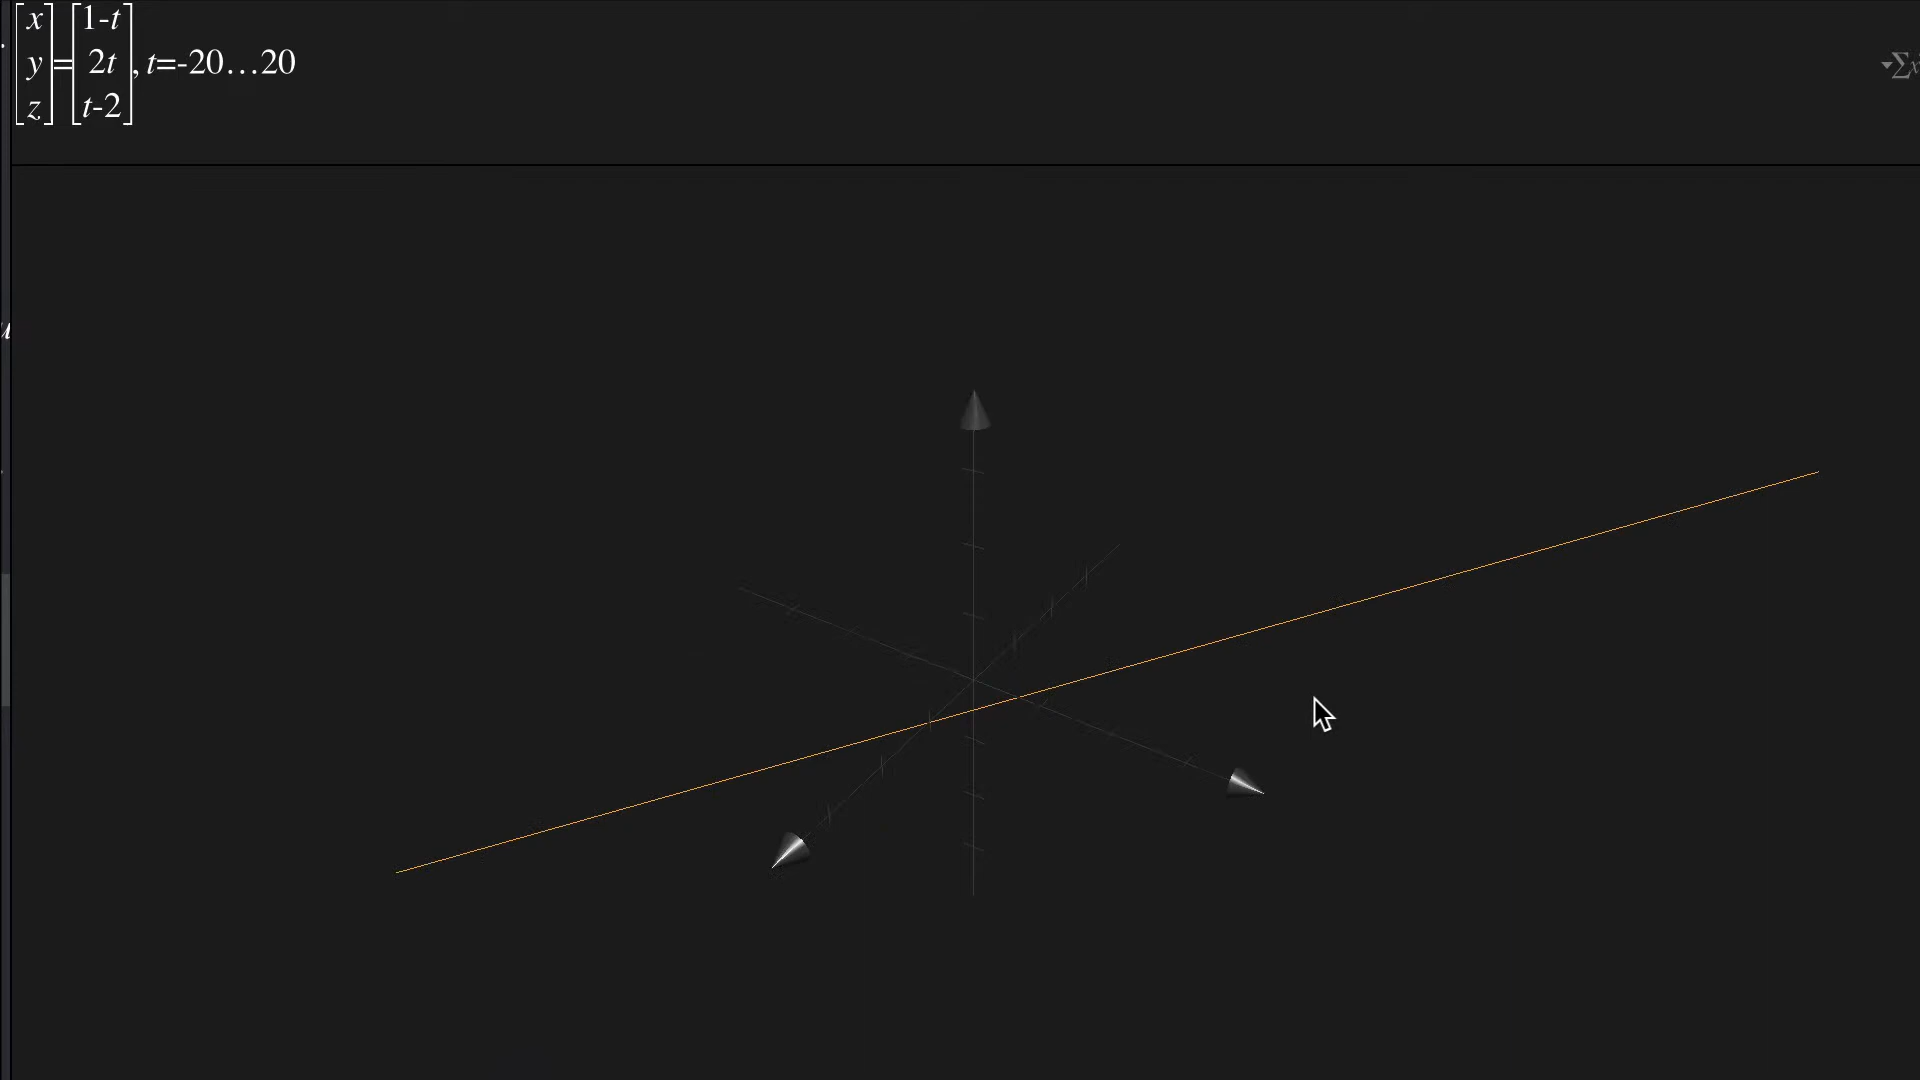 [x y z] = [1-t 2t t-2], t=-20…20
▾∑x
u